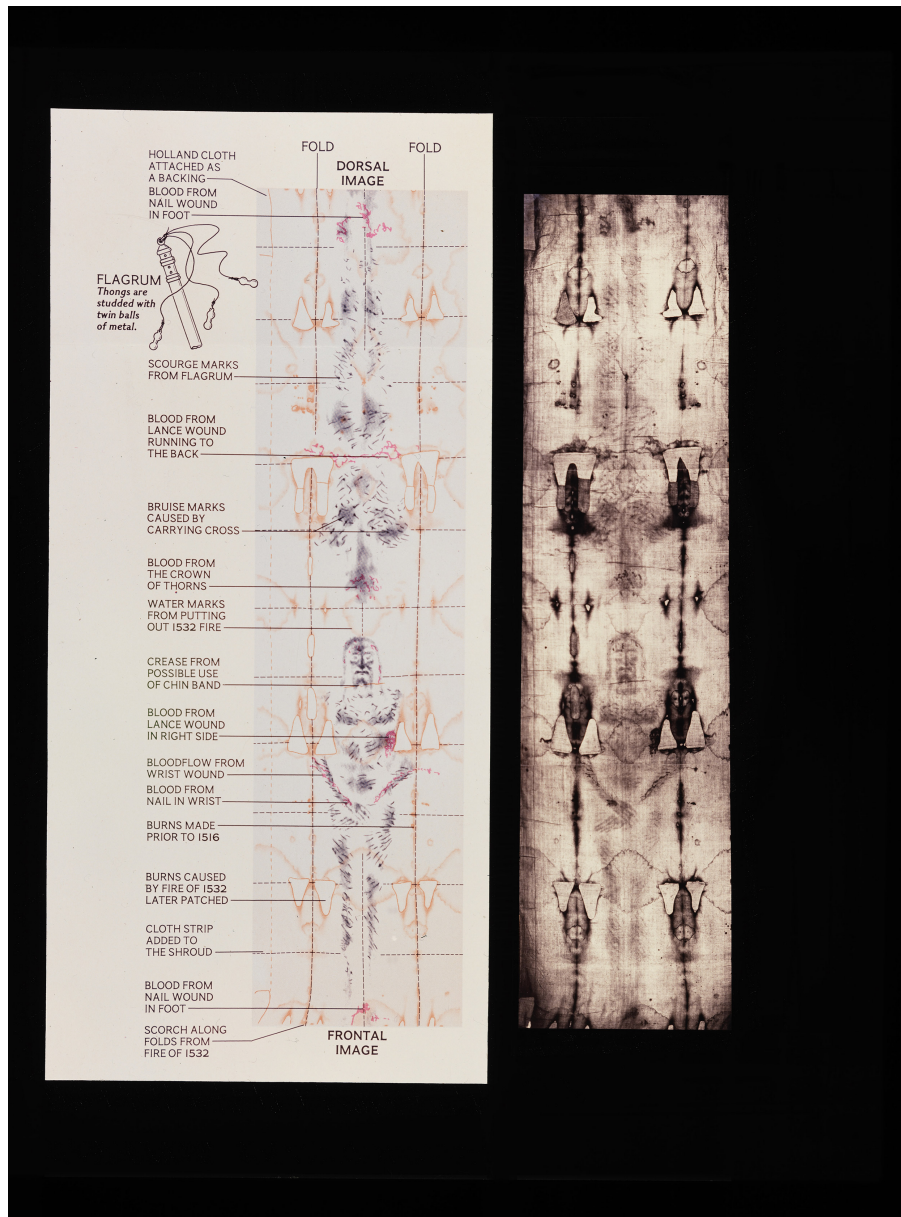 FOLD
FOLD
DORSAL
IMAGE
HOLLAND CLOTH
ATTACHED AS
A BACKING
BLOOD FROM
NAIL WOUND
IN FOOT
FLAGRUM
Thongs are
studded with
twin balls
of metal.
SCOURGE MARKS
FROM FLAGRUM
BLOOD FROM
LANCE WOUND
RUNNING TO
THE BACK
BRUISE MARKS
CAUSED BY
CARRYING CROSS
BLOOD FROM
THE CROWN
OF THORNS
WATER MARKS
FROM PUTTING
OUT 1532 FIRE
CREASE FROM
POSSIBLE USE
OF CHIN BAND
BLOOD FROM
LANCE WOUND
IN RIGHT SIDE
BLOODFLOW FROM
WRIST WOUND
BLOOD FROM
NAIL IN WRIST
BURNS MADE
PRIOR TO 1516
BURNS CAUSED
BY FIRE OF 1532
LATER PATCHED
CLOTH STRIP
ADDED TO
THE SHROUD
BLOOD FROM
NAIL WOUND
IN FOOT
SCORCH ALONG
FOLDS FROM
FIRE OF 1532
FRONTAL
IMAGE